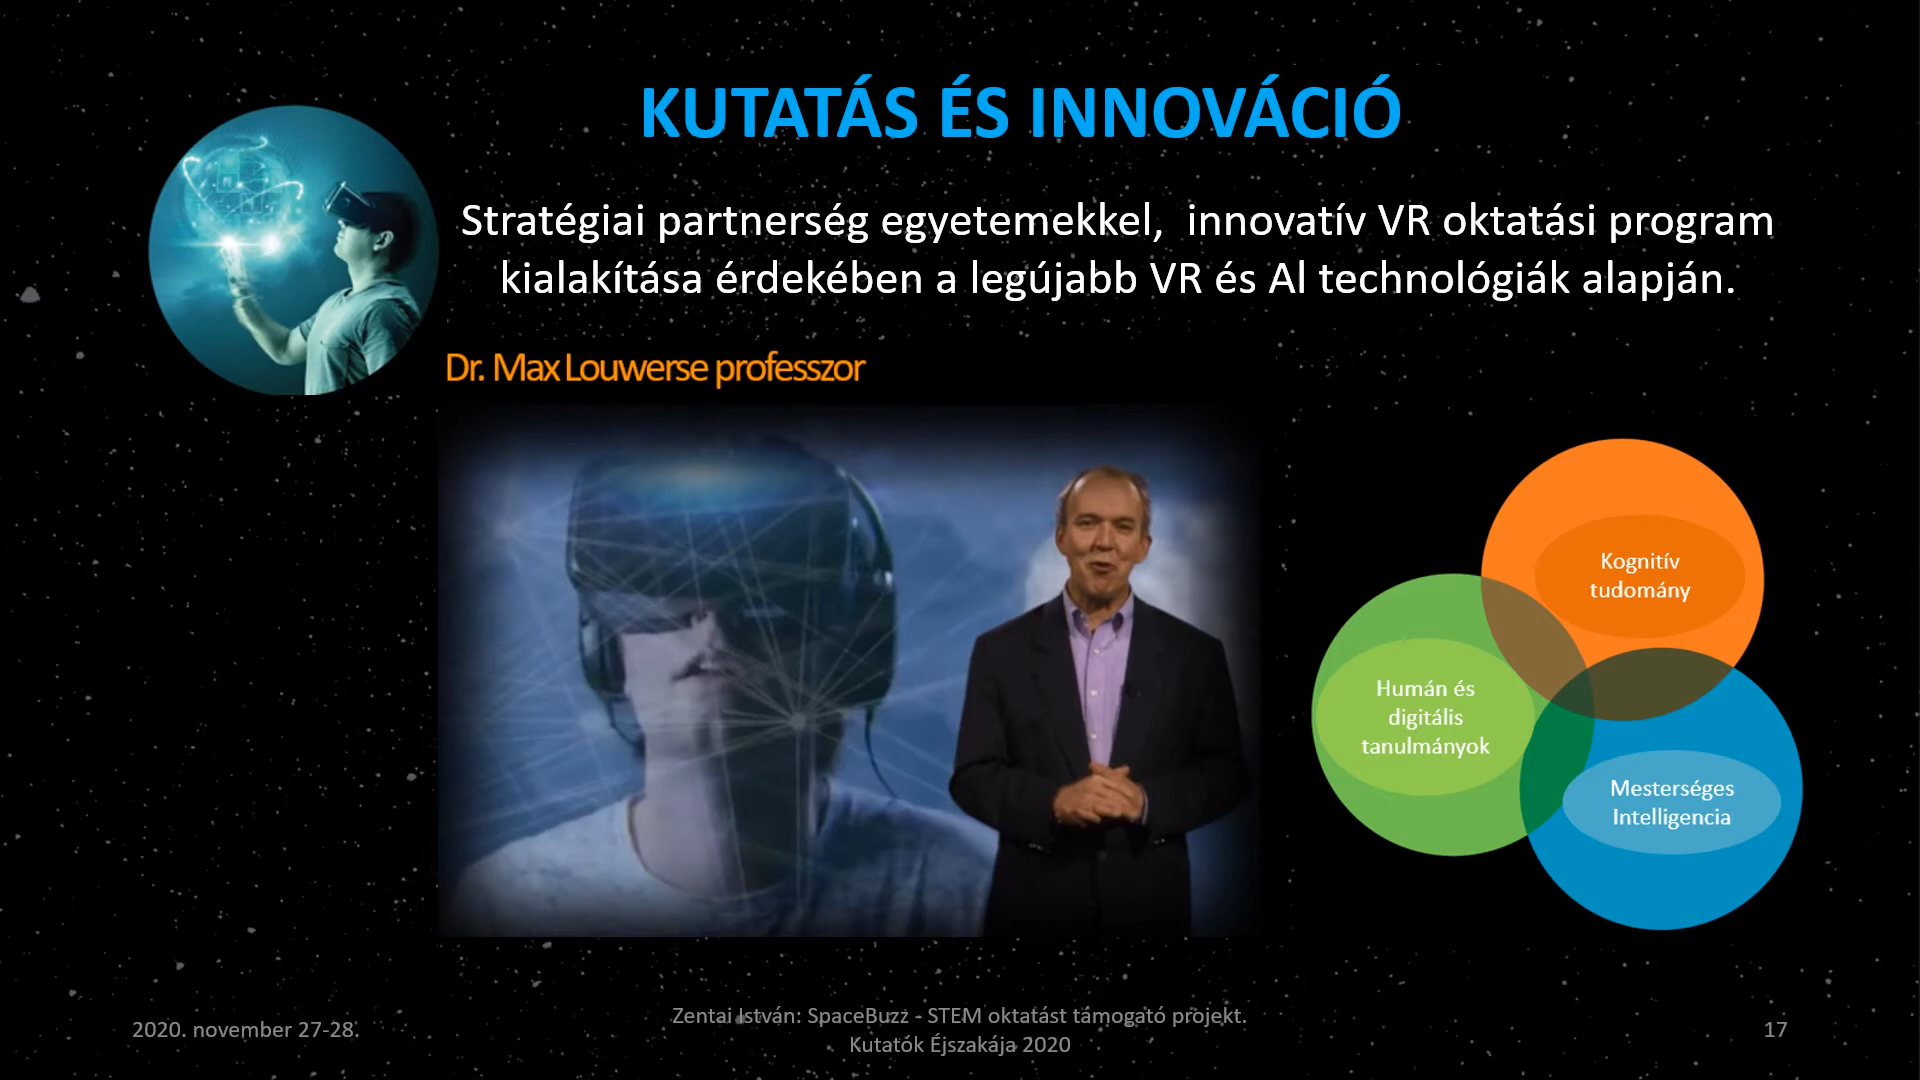 KUTATÁS ÉS INNOVÁCIÓ
Stratégiai partnerség egyetemekkel,  innovatív VR oktatási program
kialakítása érdekében a legújabb VR és Al technológiák alapján.
Dr. Max Louwerse professzor
Kognitív
tudomány
Humán és
digitális
tanulmányok
Mesterséges
Intelligencia
2020. november 27-28.
Zentai István: SpaceBuzz - STEM oktatást támogató projekt.
Kutatók Éjszakája 2020
17